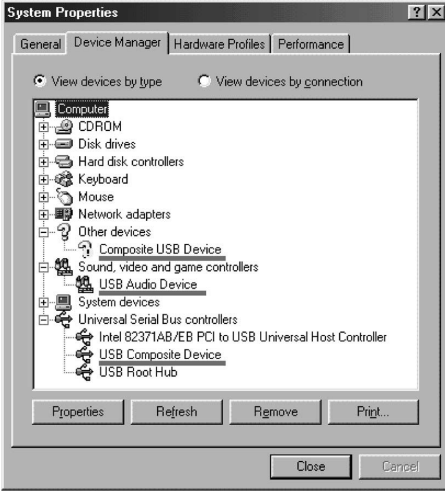 System Properties
General Device Manager Hardware Profiles Performance
View devices by type View devices by connection
Computer
CDROM
Disk drives
Hard disk controllers
Keyboard
Mouse
Network adapters
Other devices
Composite USB Device
Sound, video and game controllers
USB Audio Device
System devices
Universal Serial Bus controllers
Intel 82371AB/EB PCI to USB Universal Host Controller
USB Composite Device
USB Root Hub
Properties Refresh Remove Print...
Close Cancel